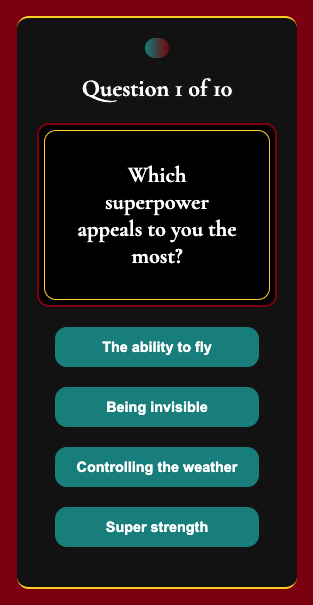 Question 1 of 10
Which
superpower
appeals to you the
most?
The ability to fly
Being invisible
Controlling the weather
Super strength